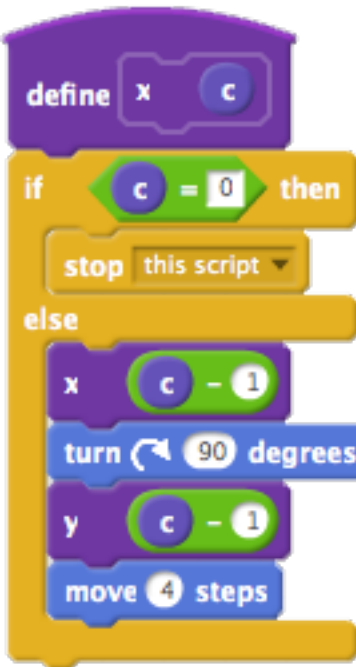 define x c
if c = 0 then
stop this script
else
x c - 1
turn 90 degrees
y c - 1
move 4 steps